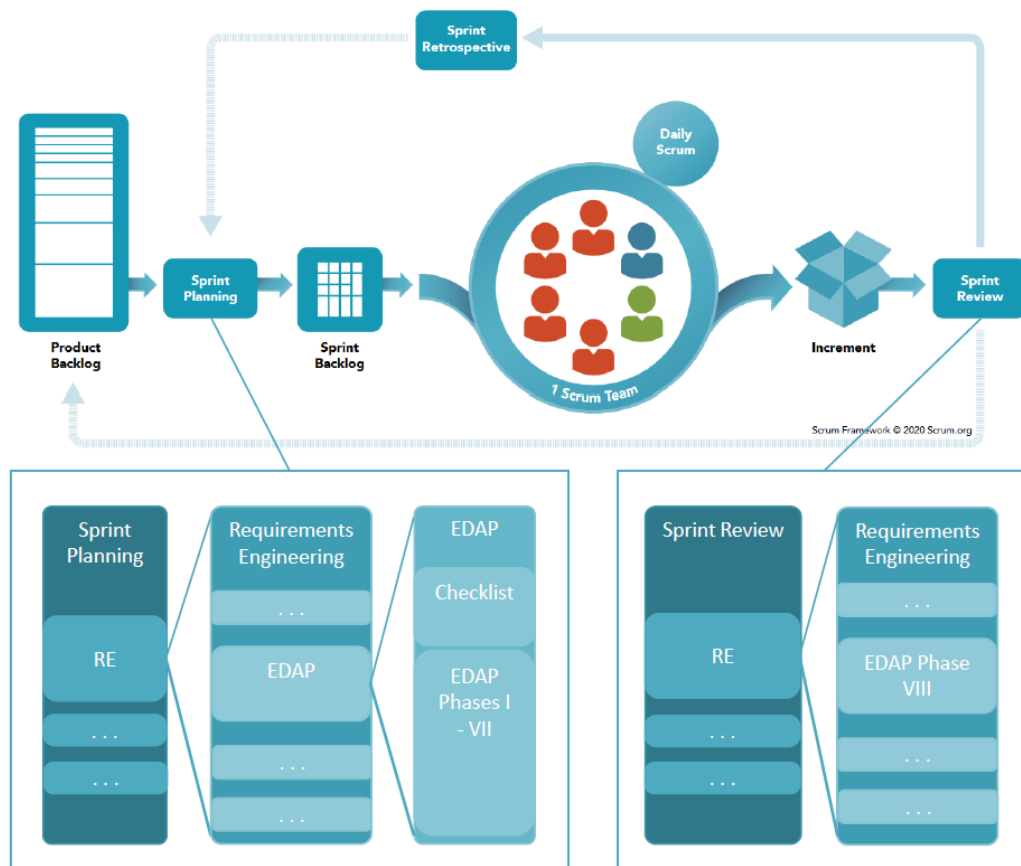 Sprint
Retrospective
Daily
Scrum
Sprint
Planning
Sprint
Review
Product
Backlog
Sprint
Backlog
1 Scrum Team
Increment
Scrum Framework © 2020 Scrum.org
Sprint
Planning
RE
. . .
. . .
Requirements
Engineering
. . .
EDAP
. . .
. . .
EDAP
Checklist
EDAP
Phases I
- VII
Sprint Review
RE
. . .
. . .
Requirements
Engineering
. . .
EDAP Phase
VIII
. . .
. . .